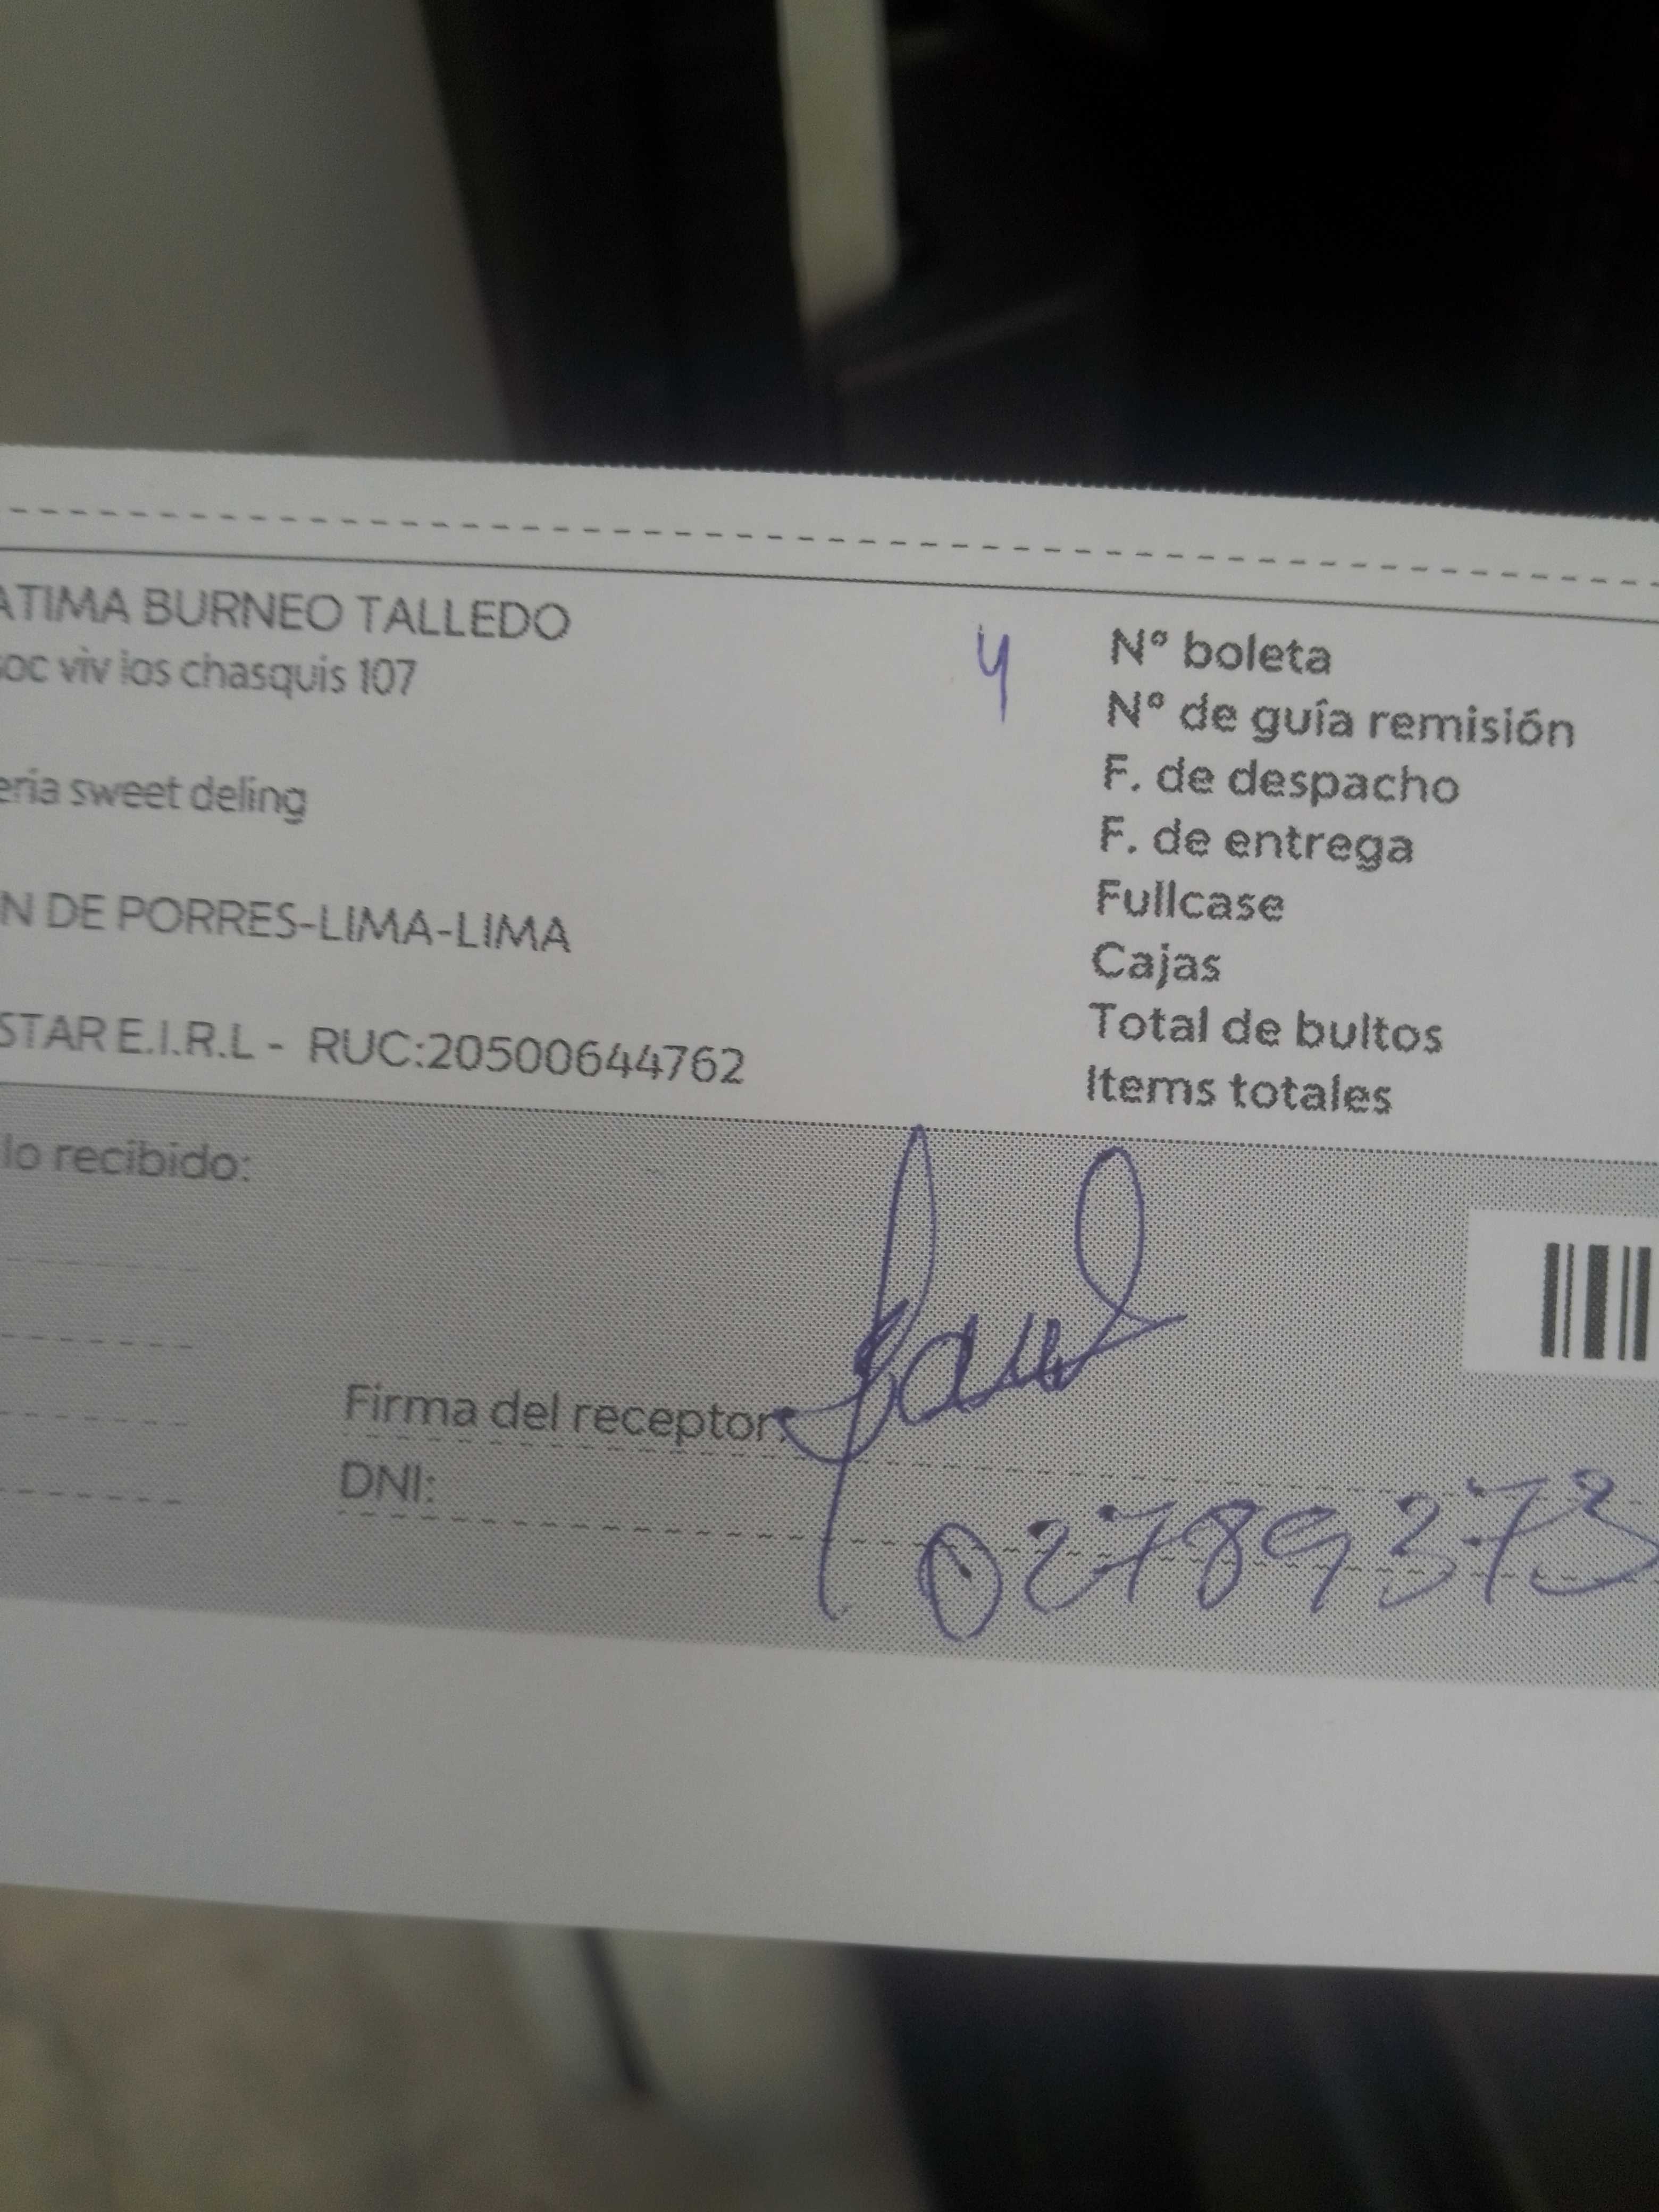 ATIMA BURNEO TALLEDO
oc viv los chasquis 107
ería sweet deling
N DE PORRES-LIMA-LIMA
STAR E.I.R.L - RUC:20500644762
4
N° boleta
N° de guía remisión
F. de despacho
F. de entrega
Fullcase
Cajas
Total de bultos
Items totales
lo recibido:
Firma del receptor:
DNI: 02789373